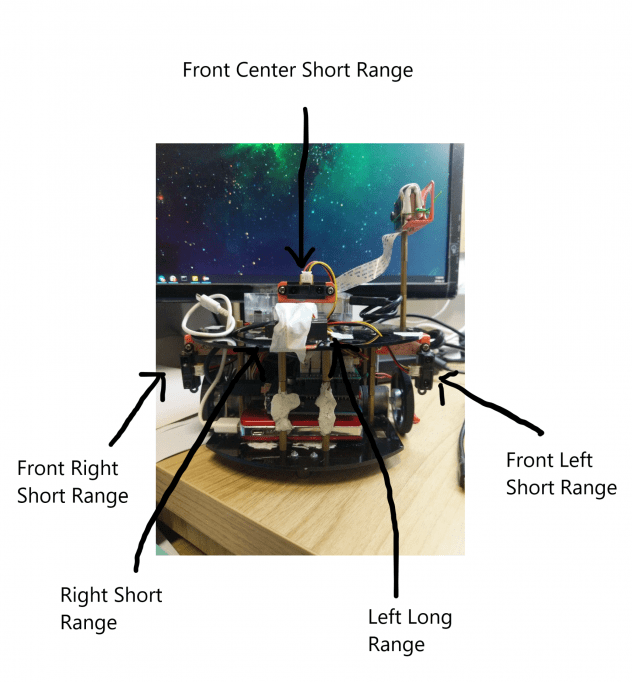 Front Center Short Range
Front Right
Short Range
Front Left
Short Range
Right Short
Range
Left Long
Range